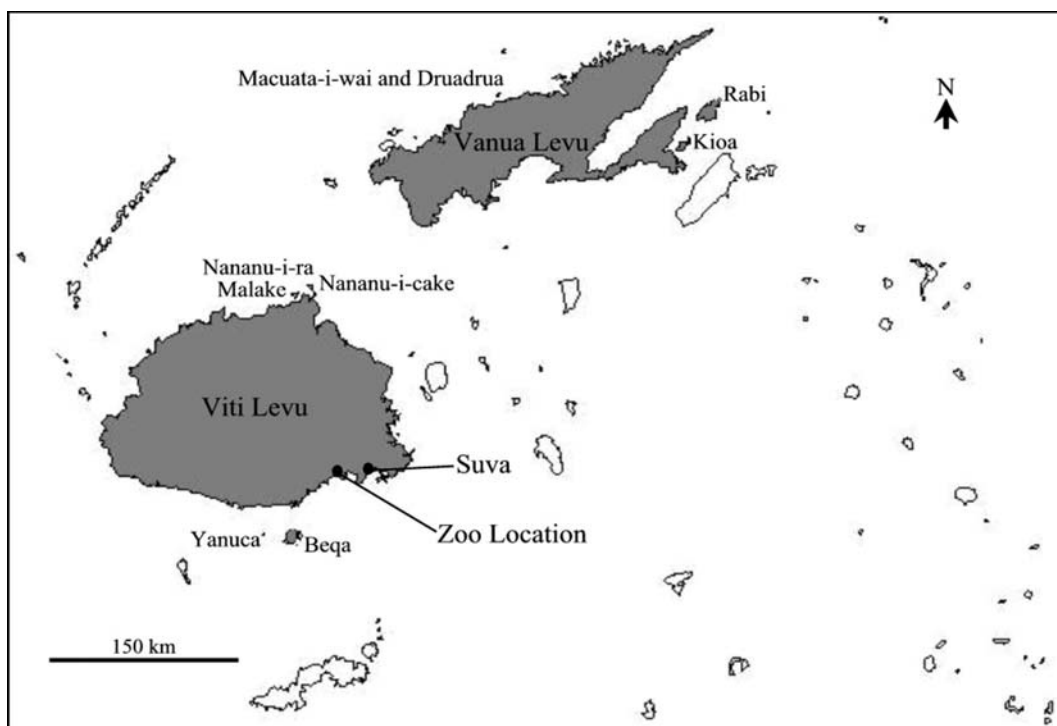 Macuata-i-wai and Druadrua
N
Rabi
Vanua Levu
Kioa
Nananu-i-ra
Nananu-i-cake
Malake
Viti Levu
Suva
Zoo Location
Yanuca
Beqa
150 km